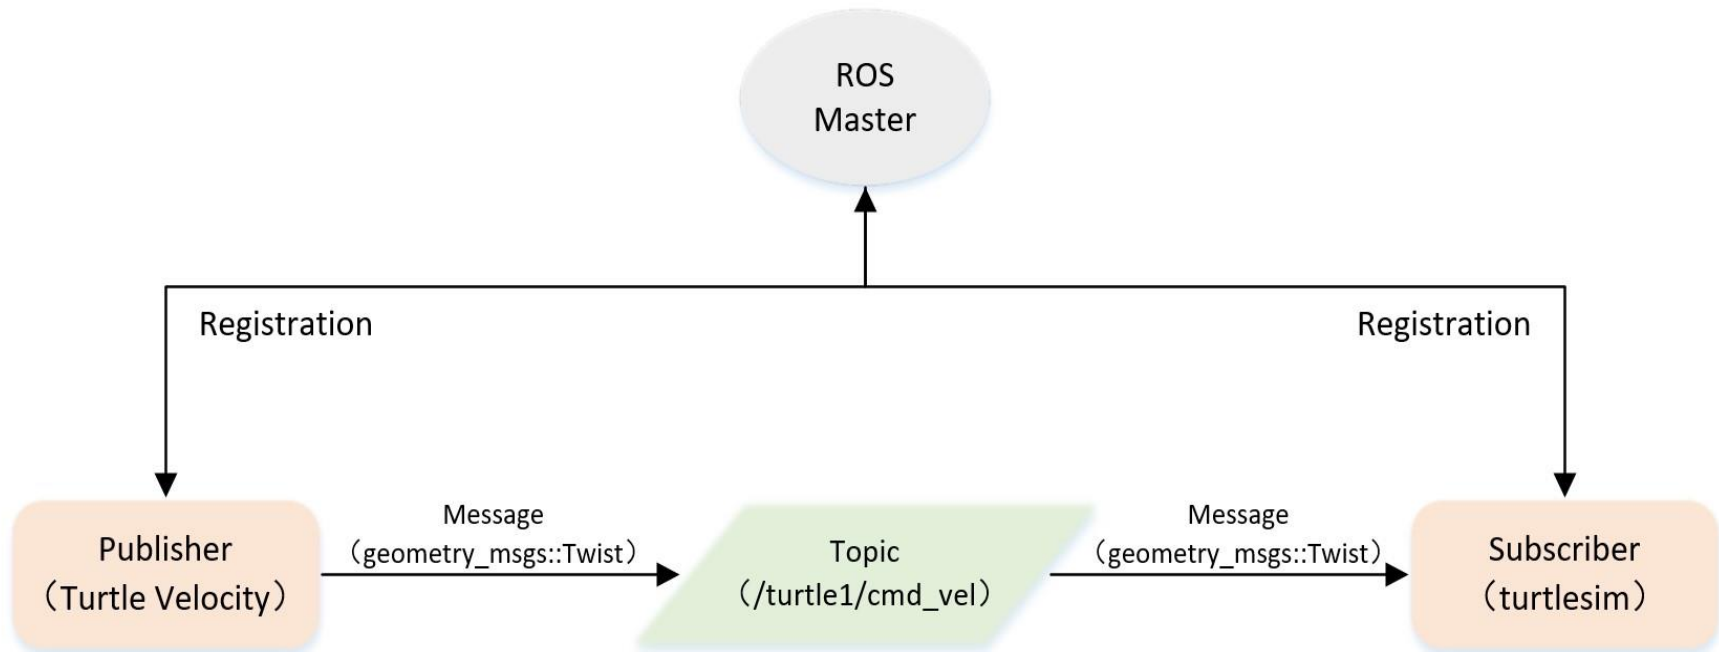 ROS
Master
Registration
Registration
Publisher
（Turtle Velocity）
Message
（geometry_msgs::Twist）
Topic
（/turtle1/cmd_vel）
Message
（geometry_msgs::Twist）
Subscriber
（turtlesim）